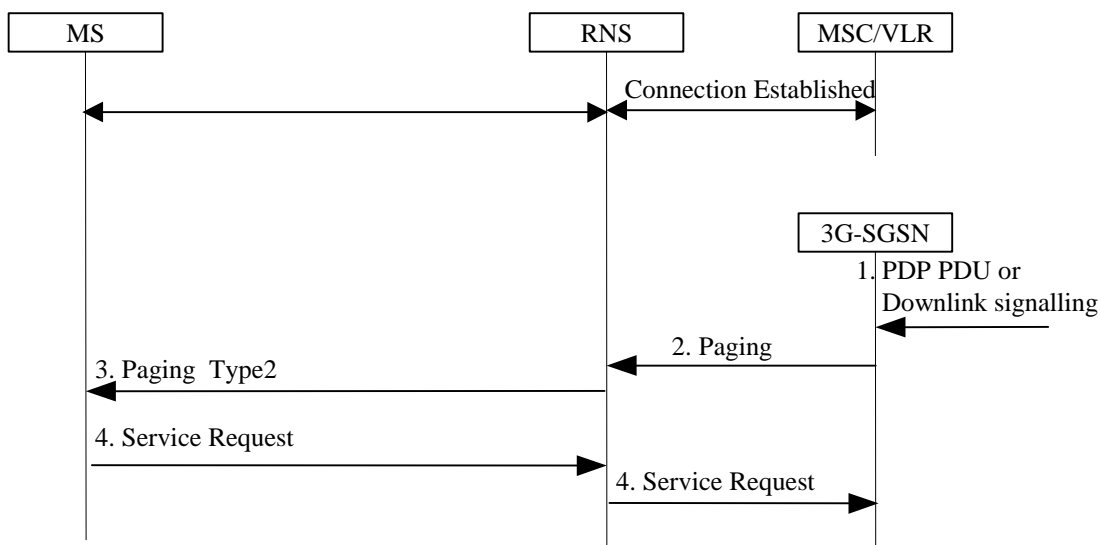 MS
RNS
MSC/VLR
Connection Established
3G-SGSN
1. PDP PDU or
Downlink signalling
2. Paging
3. Paging Type2
4. Service Request
4. Service Request